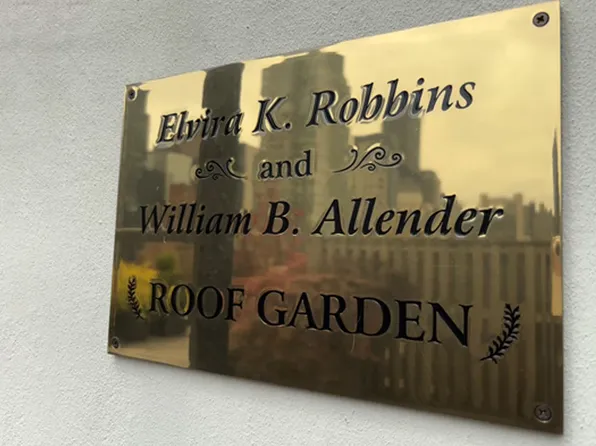 Elvira K. Robbins
and
William B. Allender
ROOF GARDEN